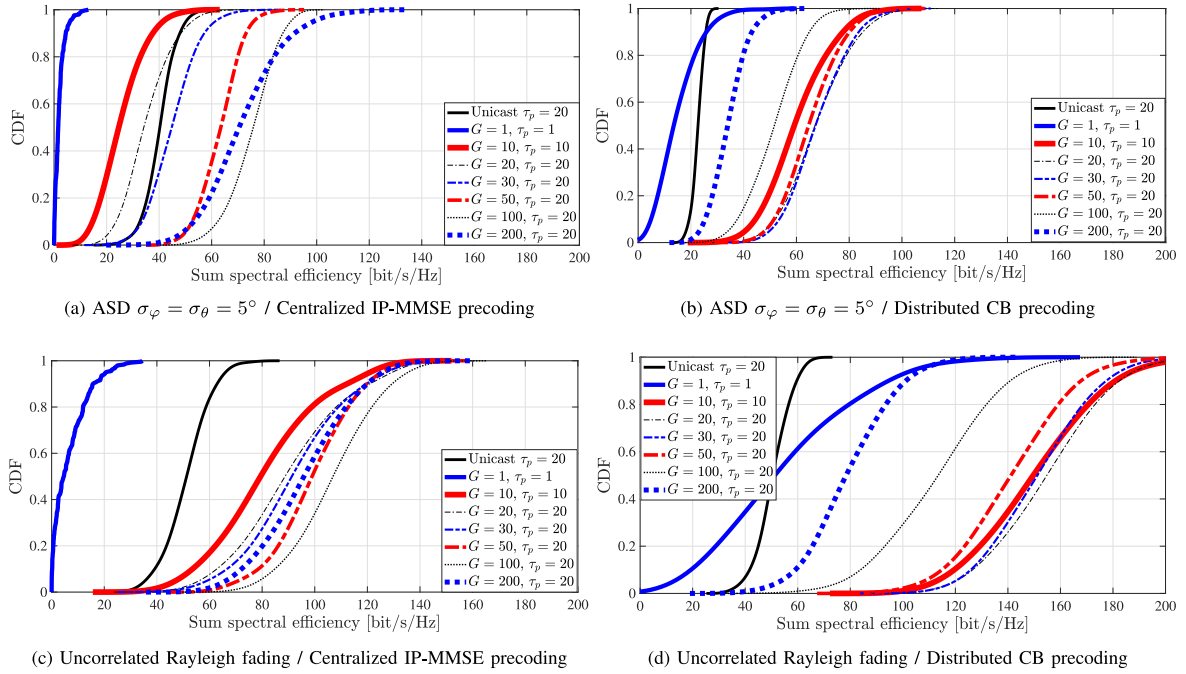 CDF
1
0.8
0.6
0.4
0.2
0
0 20 40 60 80 100 120 140 160 180 200
Sum spectral efficiency [bit/s/Hz]
Unicast τp = 20
G = 1, τp = 1
G = 10, τp = 10
G = 20, τp = 20
G = 30, τp = 20
G = 50, τp = 20
G = 100, τp = 20
G = 200, τp = 20
(a) ASD σφ = σθ = 5° / Centralized IP-MMSE precoding
CDF
1
0.8
0.6
0.4
0.2
0
0 20 40 60 80 100 120 140 160 180 200
Sum spectral efficiency [bit/s/Hz]
Unicast τp = 20
G = 1, τp = 1
G = 10, τp = 10
G = 20, τp = 20
G = 30, τp = 20
G = 50, τp = 20
G = 100, τp = 20
G = 200, τp = 20
(b) ASD σφ = σθ = 5° / Distributed CB precoding
CDF
1
0.8
0.6
0.4
0.2
0
0 20 40 60 80 100 120 140 160 180 200
Sum spectral efficiency [bit/s/Hz]
Unicast τp = 20
G = 1, τp = 1
G = 10, τp = 10
G = 20, τp = 20
G = 30, τp = 20
G = 50, τp = 20
G = 100, τp = 20
G = 200, τp = 20
(c) Uncorrelated Rayleigh fading / Centralized IP-MMSE precoding
CDF
1
0.8
0.6
0.4
0.2
0
0 20 40 60 80 100 120 140 160 180 200
Sum spectral efficiency [bit/s/Hz]
Unicast τp = 20
G = 1, τp = 1
G = 10, τp = 10
G = 20, τp = 20
G = 30, τp = 20
G = 50, τp = 20
G = 100, τp = 20
G = 200, τp = 20
(d) Uncorrelated Rayleigh fading / Distributed CB precoding